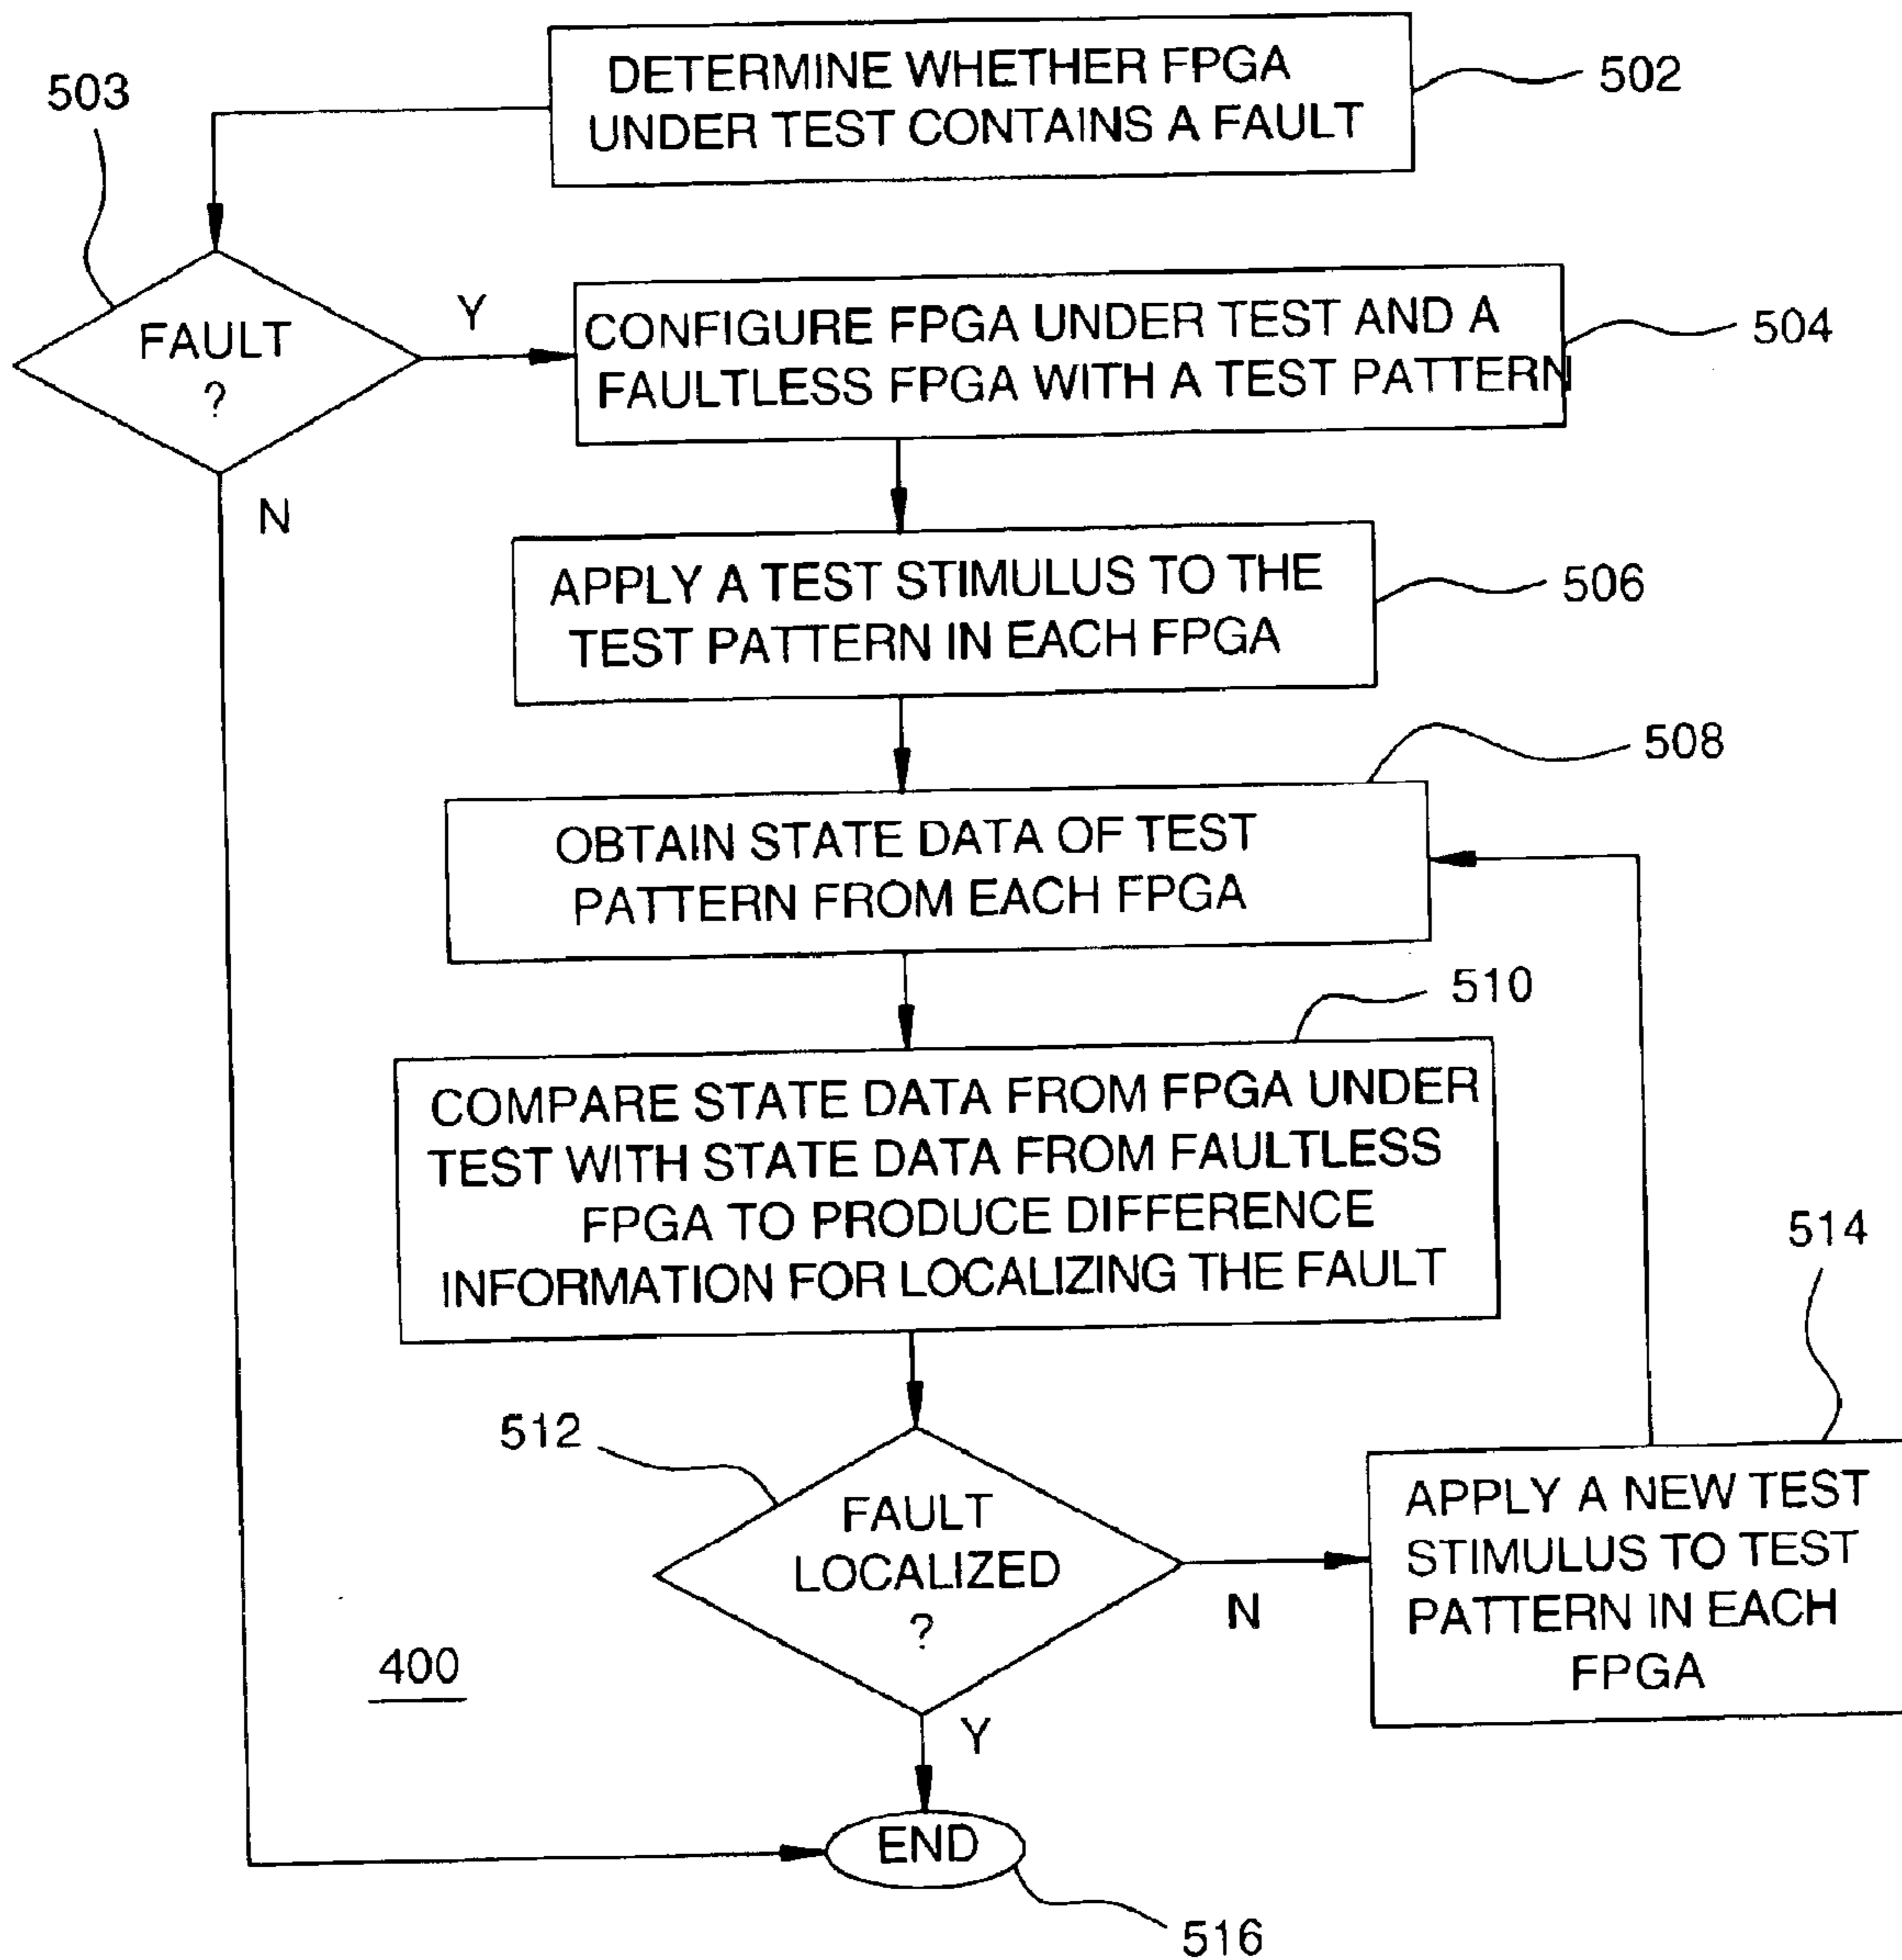 DETERMINE WHETHER FPGA
UNDER TEST CONTAINS A FAULT
502
503
FAULT
?
Y
N
CONFIGURE FPGA UNDER TEST AND A
FAULTLESS FPGA WITH A TEST PATTERN
504
APPLY A TEST STIMULUS TO THE
TEST PATTERN IN EACH FPGA
506
508
OBTAIN STATE DATA OF TEST
PATTERN FROM EACH FPGA
510
COMPARE STATE DATA FROM FPGA UNDER
TEST WITH STATE DATA FROM FAULTLESS
FPGA TO PRODUCE DIFFERENCE
INFORMATION FOR LOCALIZING THE FAULT
512
FAULT
LOCALIZED
?
N
Y
514
APPLY A NEW TEST
STIMULUS TO TEST
PATTERN IN EACH
FPGA
400
END
516